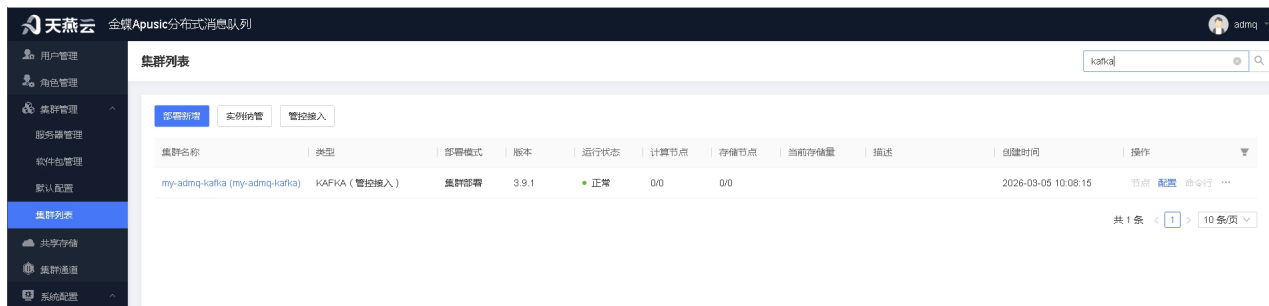 天燕云 金蝶Apusic分布式消息队列 admq
用户管理
角色管理
集群管理
服务器管理
软件包管理
默认配置
集群列表
共享存储
集群通道
系统配置
集群列表 kafka
部署新增 实例纳管 管控接入
集群名称 类型 部署模式 版本 运行状态 计算节点 存储节点 当前存储量 描述 创建时间 操作
my-admq-kafka (my-admq-kafka) KAFKA（管控接入） 集群部署 3.9.1 正常 0/0 0/0 2026-03-05 10:08:15 节点 配置 命令行 ···
共 1 条 < 1 > 10 条/页